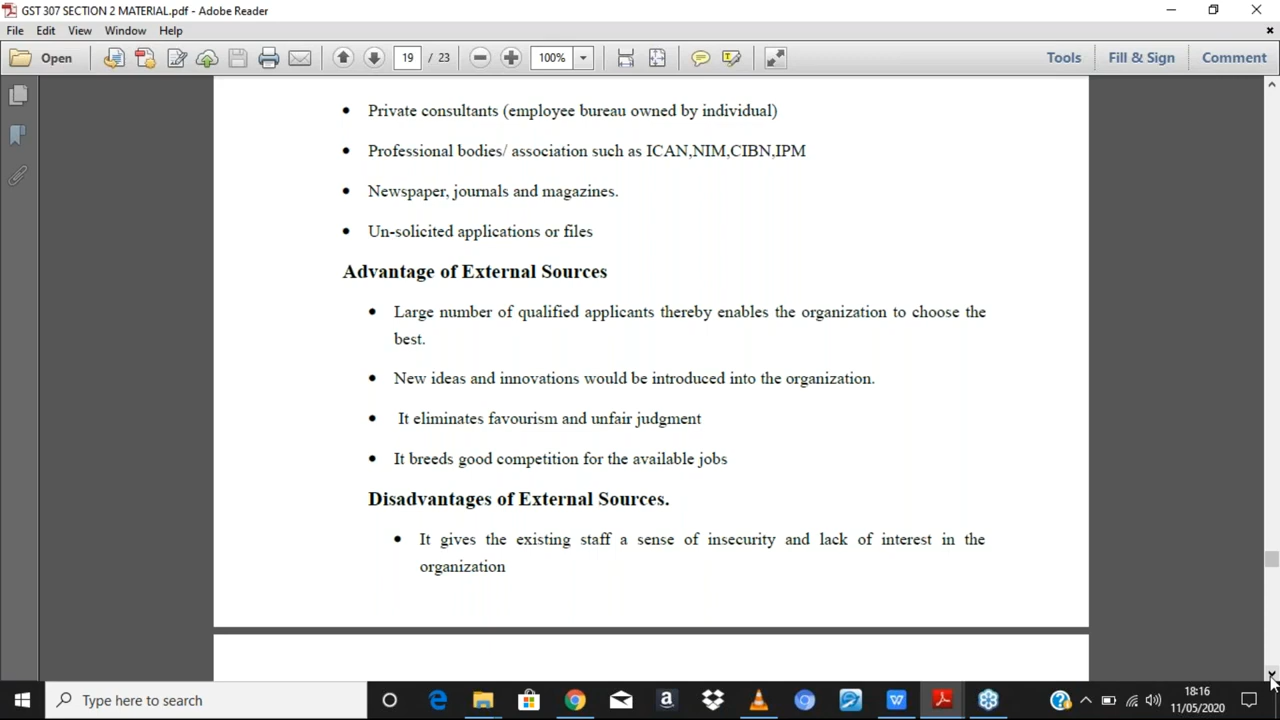 GST 307 SECTION 2 MATERIAL.pdf - Adobe Reader
File Edit View Window Help
Open 19 / 23 100% Tools Fill & Sign Comment
• Private consultants (employee bureau owned by individual)
• Professional bodies/ association such as ICAN,NIM,CIBN,IPM
• Newspaper, journals and magazines.
• Un-solicited applications or files
Advantage of External Sources
• Large number of qualified applicants thereby enables the organization to choose the
best.
• New ideas and innovations would be introduced into the organization.
• It eliminates favourism and unfair judgment
• It breeds good competition for the available jobs
Disadvantages of External Sources.
• It gives the existing staff a sense of insecurity and lack of interest in the
organization
Type here to search
18:16
11/05/2020